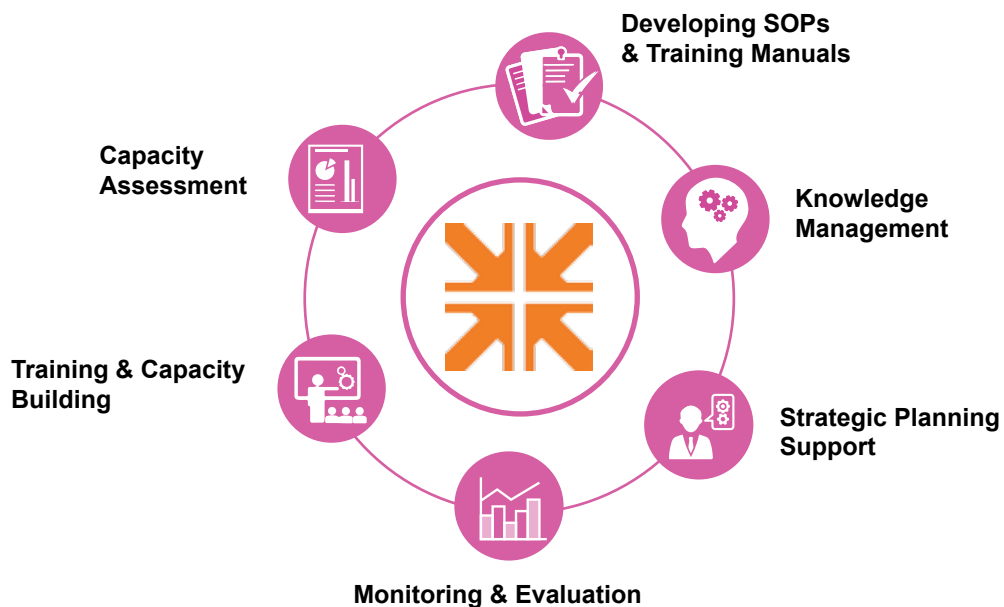 Developing SOPs
& Training Manuals
Capacity
Assessment
Knowledge
Management
Training & Capacity
Building
Strategic Planning
Support
Monitoring & Evaluation